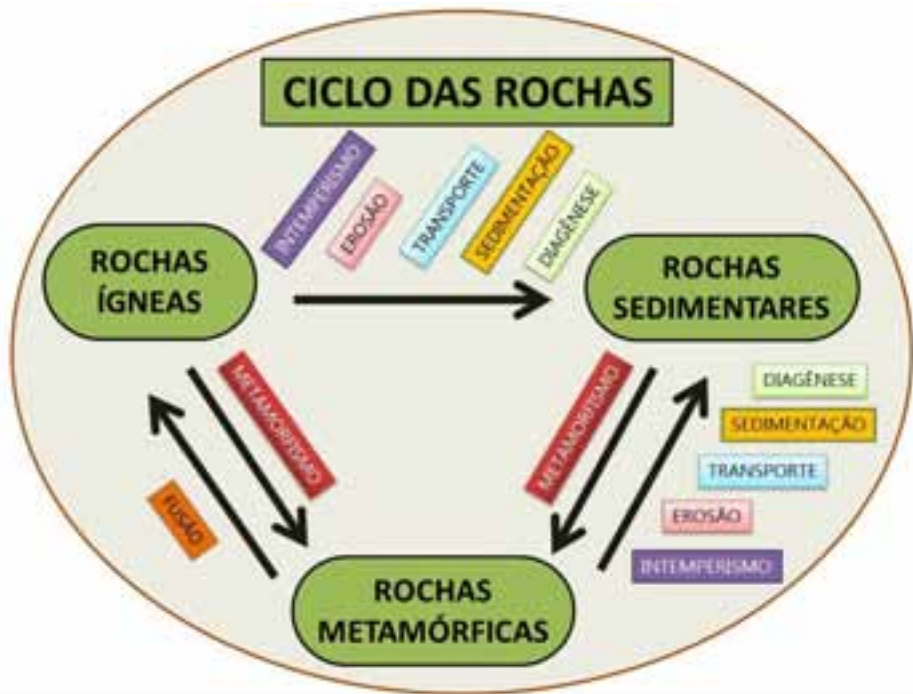 CICLO DAS ROCHAS
INTEMPERISMO
EROSÃO
TRANSPORTE
SEDIMENTAÇÃO
DIAGÊNESE
ROCHAS
ÍGNEAS
ROCHAS
SEDIMENTARES
METAMORFISMO
METAMORFISMO
DIAGÊNESE
SEDIMENTAÇÃO
TRANSPORTE
EROSÃO
INTEMPERISMO
FUSÃO
ROCHAS
METAMÓRFICAS